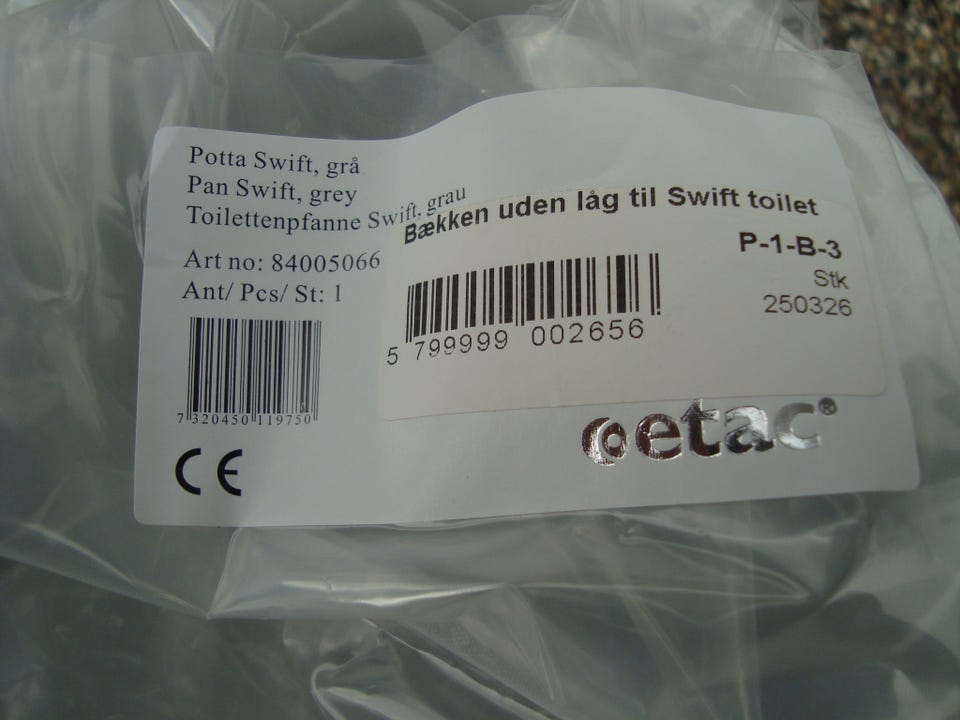 Potta Swift, grå
Pan Swift, grey
Toilettenpfanne Swift, grau
Art no: 84005066
Ant/ Pcs/ St: 1
7 320450 119750
CE
Bækken uden låg til Swift toilet
P-1-B-3
Stk
250326
5 799999 002656
etac®